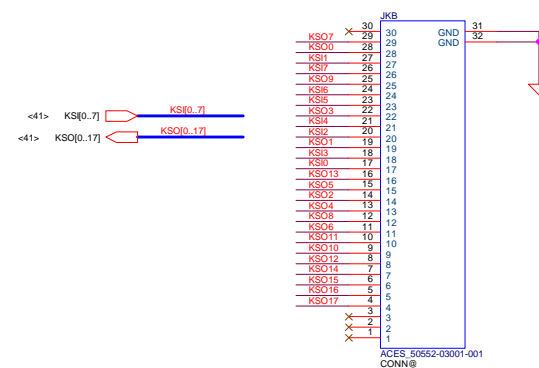 JKB
30 30 GND 31
KSO7 29 29 GND 32
KSO0 28 28
KSI1 27 27
KSI7 26 26
KSO9 25 25
KSI6 24 24
KSI5 23 23
KSO3 22 22
KSI4 21 21
KSI2 20 20
KSO1 19 19
KSI3 18 18
KSI0 17 17
KSO13 16 16
KSO5 15 15
KSO2 14 14
KSO4 13 13
KSO8 12 12
KSO6 11 11
KSO11 10 10
KSO10 9 9
KSO12 8 8
KSO14 7 7
KSO15 6 6
KSO16 5 5
KSO17 4 4
3 3
2 2
1 1
ACES_50552-03001-001
CONN@
<41> KSI[0..7] KSI[0..7]
<41> KSO[0..17] KSO[0..17]